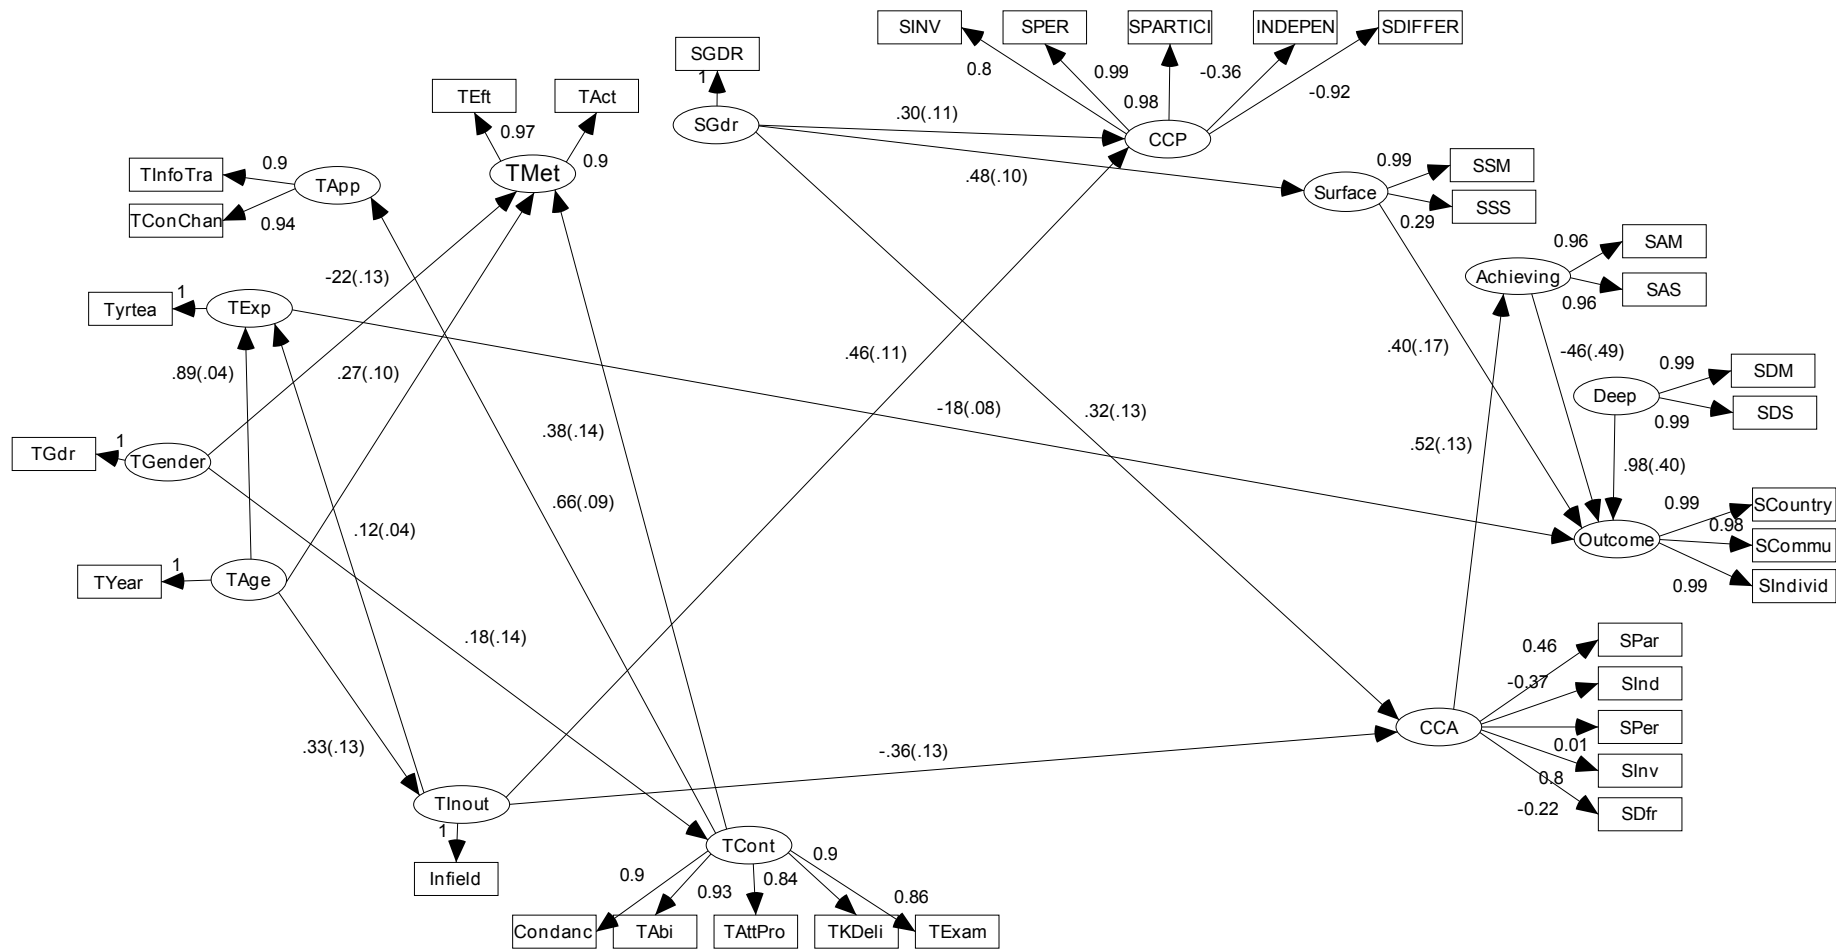 SINV
SPER
SPARTICI
INDEPEN
SDIFFER
SGDR
1
0.8
0.99
0.98
-0.36
-0.92
TEft
TAct
0.97
0.9
SGdr
.30(.11)
CCP
TInfoTra
0.9
TApp
TMet
.48(.10)
Surface
0.99
SSM
0.29
SSS
TConChan
0.94
0.96
SAM
Achieving
0.96
SAS
-22(.13)
Tyrtea
1
TExp
.89(.04)
.27(.10)
.46(.11)
.40(.17)
-46(.49)
0.99
SDM
Deep
0.99
SDS
-18(.08)
.32(.13)
.38(.14)
.52(.13)
.98(.40)
TGdr
1
TGender
.66(.09)
.12(.04)
0.99
SCountry
0.98
SCommu
Outcome
0.99
SIndivid
TYear
1
TAge
.18(.14)
0.46
SPar
-0.37
SInd
CCA
SPer
0.01
SInv
0.8
-0.22
SDfr
.33(.13)
-.36(.13)
TInout
1
Infield
TCont
0.9
0.93
0.84
0.9
0.86
Condanc
TAbi
TAttPro
TKDeli
TExam